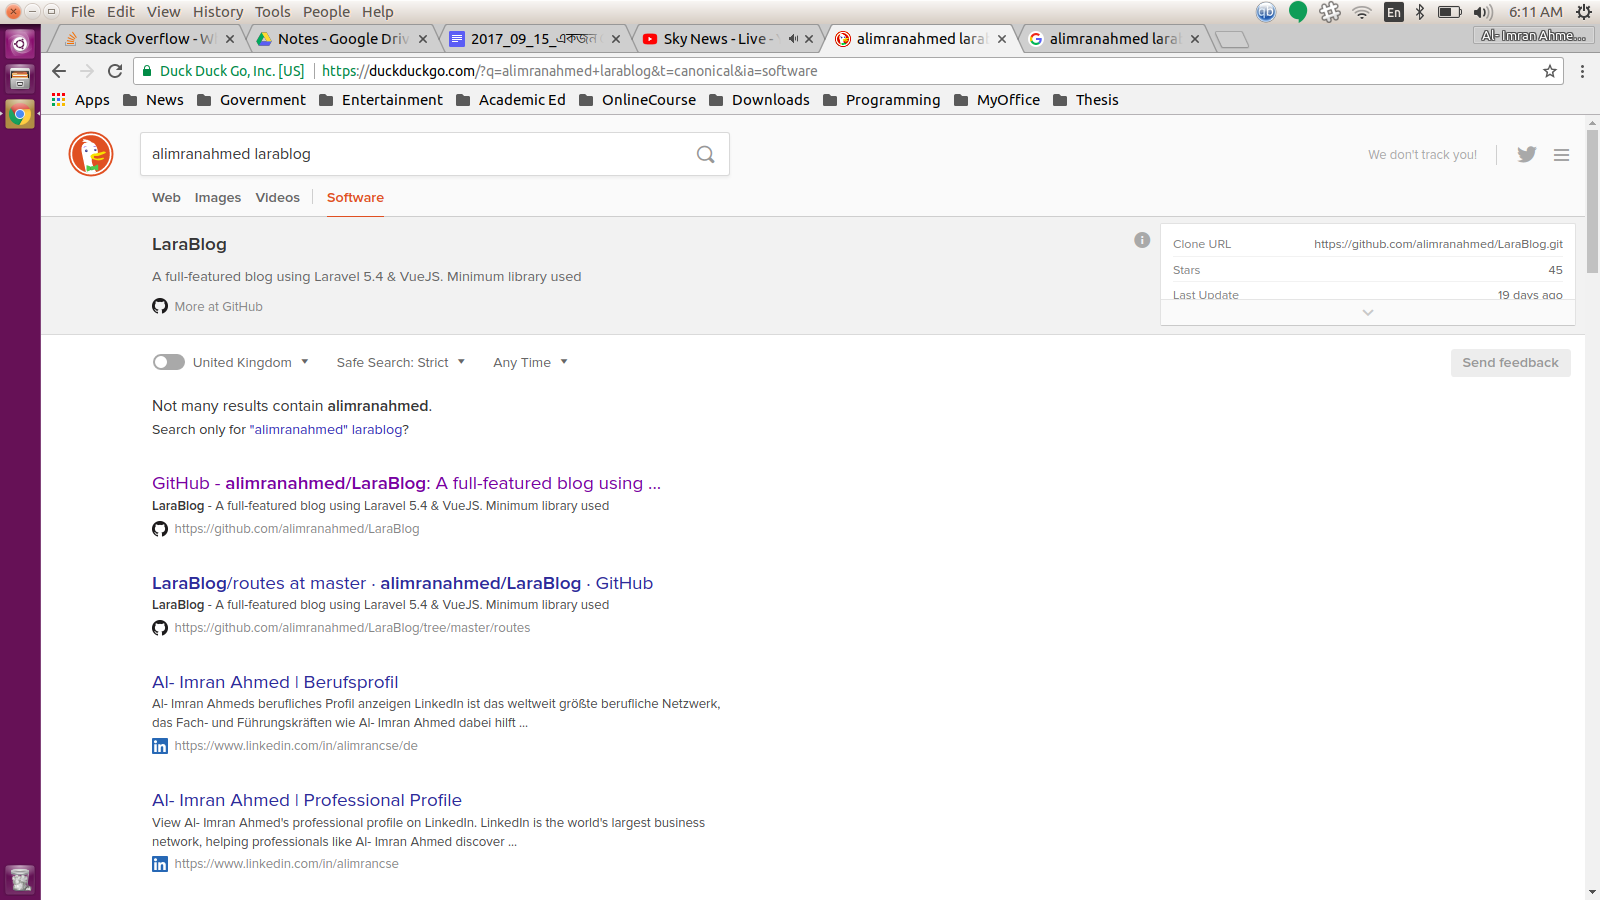 File Edit View History Tools People Help
En 6:11 AM
Stack Overflow - W
Notes - Google Driv
2017_09_15_একজন
Sky News - Live -
alimranahmed laral
alimranahmed laral
Al- Imran Ahme...
Duck Duck Go, Inc. [US] https://duckduckgo.com/?q=alimranahmed+larablog&t=canonical&ia=software
Apps News Government Entertainment Academic Ed OnlineCourse Downloads Programming MyOffice Thesis
alimranahmed larablog
We don't track you!
Web Images Videos Software
LaraBlog
A full-featured blog using Laravel 5.4 & VueJS. Minimum library used
More at GitHub
Clone URL https://github.com/alimranahmed/LaraBlog.git
Stars 45
Last Update 19 days ago
United Kingdom Safe Search: Strict Any Time
Send feedback
Not many results contain alimranahmed.
Search only for "alimranahmed" larablog?
GitHub - alimranahmed/LaraBlog: A full-featured blog using ...
LaraBlog - A full-featured blog using Laravel 5.4 & VueJS. Minimum library used
https://github.com/alimranahmed/LaraBlog
LaraBlog/routes at master · alimranahmed/LaraBlog · GitHub
LaraBlog - A full-featured blog using Laravel 5.4 & VueJS. Minimum library used
https://github.com/alimranahmed/LaraBlog/tree/master/routes
Al- Imran Ahmed | Berufsprofil
Al- Imran Ahmeds berufliches Profil anzeigen LinkedIn ist das weltweit größte berufliche Netzwerk,
das Fach- und Führungskräften wie Al- Imran Ahmed dabei hilft ...
https://www.linkedin.com/in/alimrancse/de
Al- Imran Ahmed | Professional Profile
View Al- Imran Ahmed's professional profile on LinkedIn. LinkedIn is the world's largest business
network, helping professionals like Al- Imran Ahmed discover ...
https://www.linkedin.com/in/alimrancse